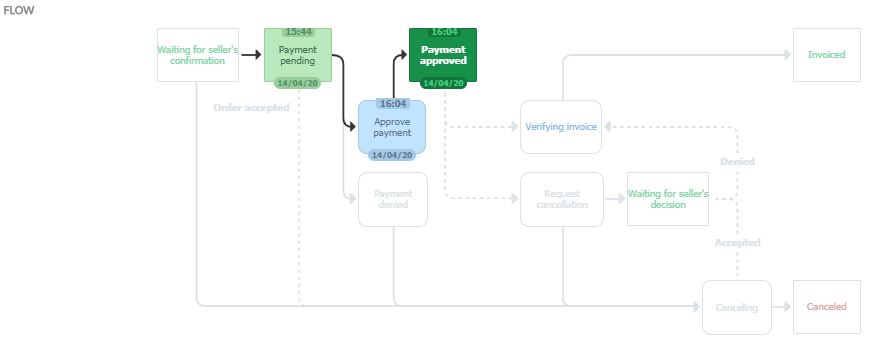 FLOW
Waiting for seller's
confirmation
15:44
Payment
pending
14/04/20
16:04
Payment
approved
14/04/20
Invoiced
Order accepted
16:04
Approve
payment
14/04/20
Verifying invoice
Denied
Payment
denied
Request
cancellation
Waiting for seller's
decision
Accepted
Canceling
Canceled